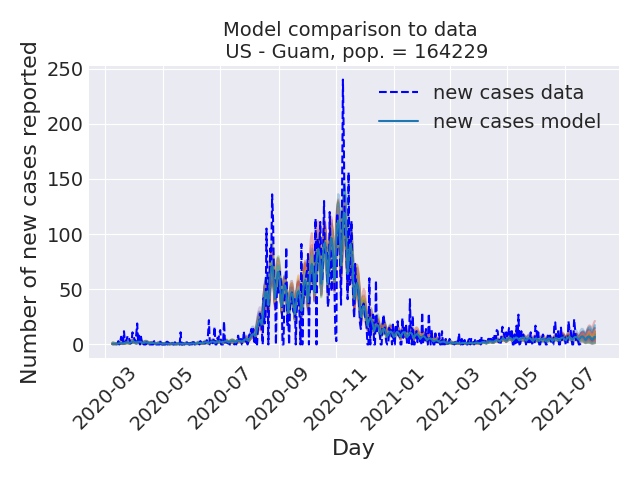 Model comparison to data
US - Guam, pop. = 164229
Number of new cases reported
250
200
150
100
50
0
new cases data
new cases model
2020-03
2020-05
2020-07
2020-09
2020-11
2021-01
2021-03
2021-05
2021-07
Day